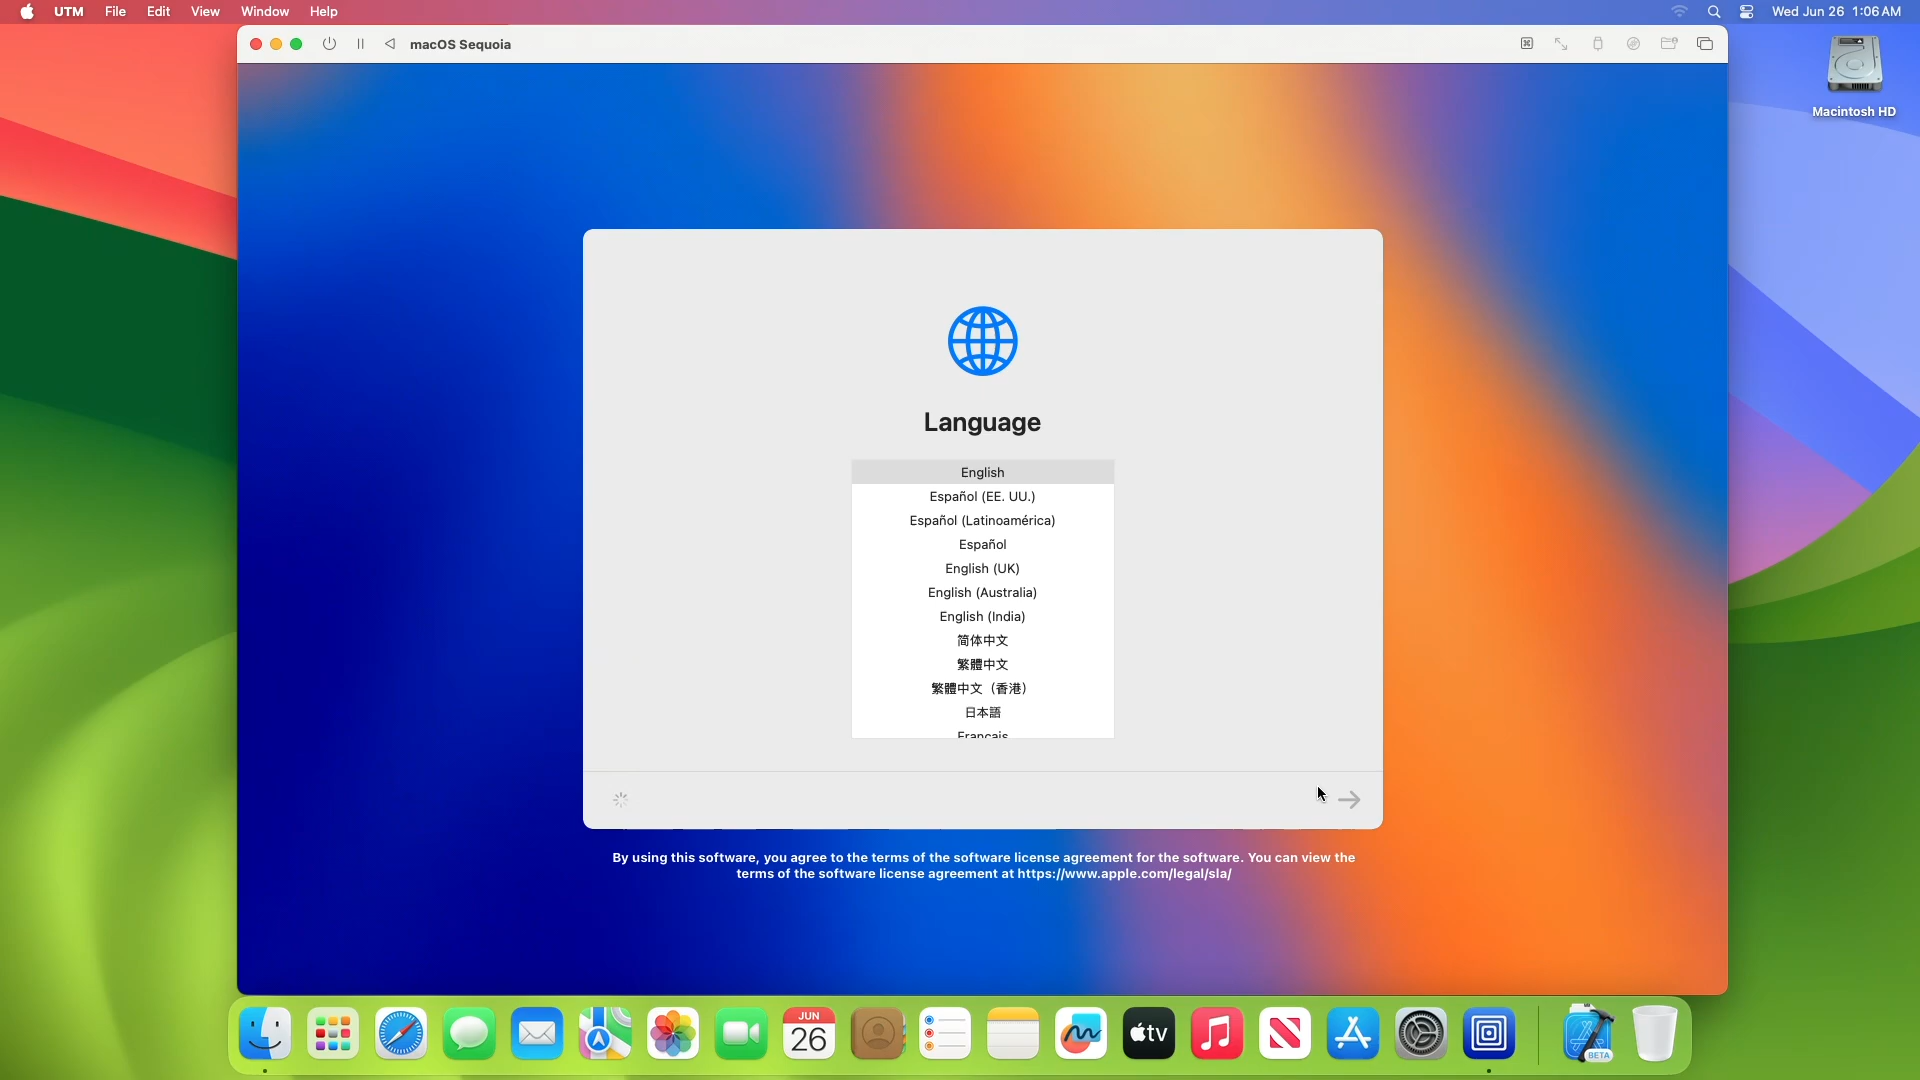 UTM File Edit View Window Help
Wed Jun 26 1:06 AM
macOS Sequoia
Macintosh HD
Language
English
Español (EE. UU.)
Español (Latinoamérica)
Español
English (UK)
English (Australia)
English (India)
简体中文
繁體中文
繁體中文（香港）
日本語
Français
By using this software, you agree to the terms of the software license agreement for the software. You can view the
terms of the software license agreement at https://www.apple.com/legal/sla/
JUN
26
tv
BETA